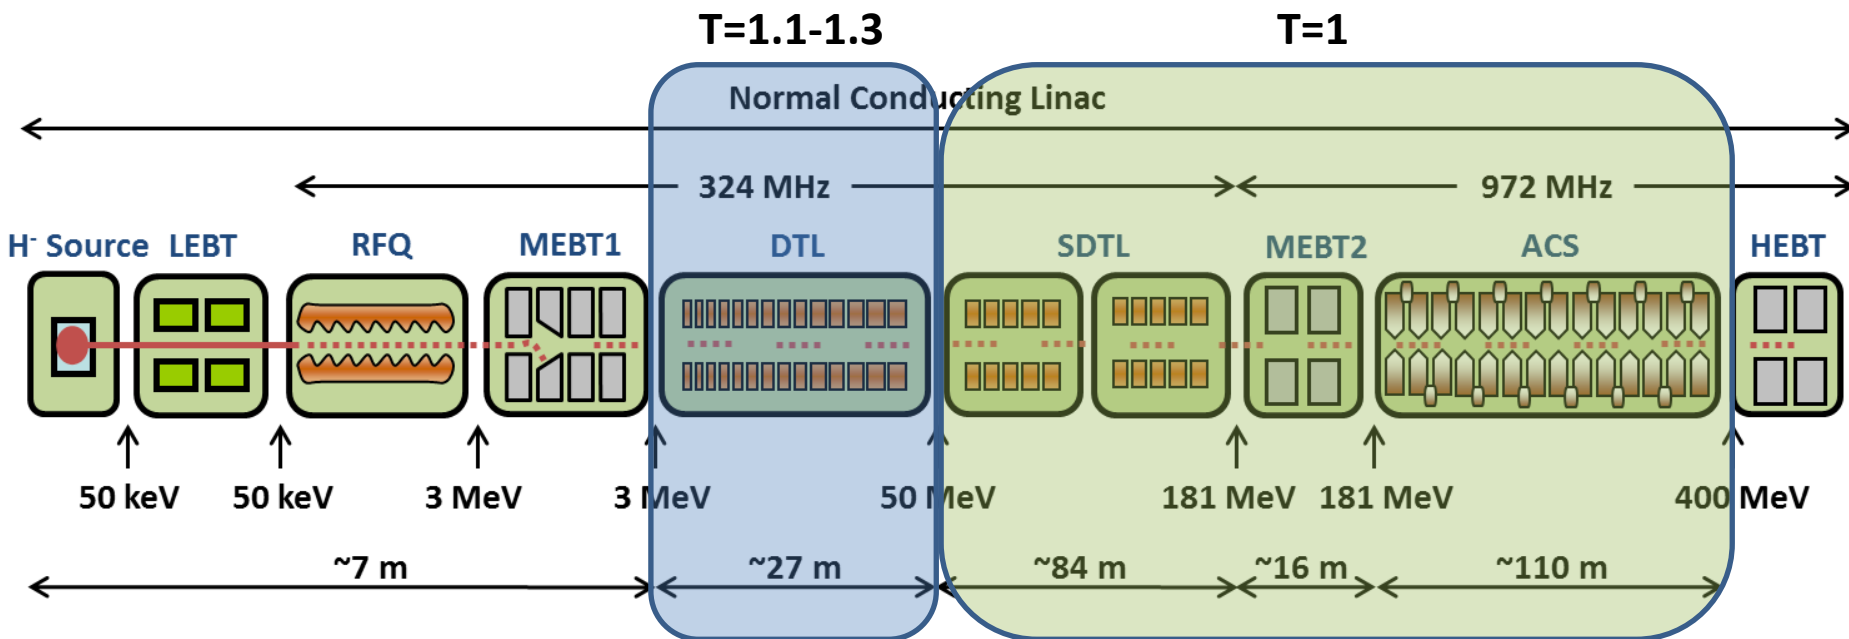 T=1.1-1.3 T=1
Normal Conducting Linac
324 MHz 972 MHz
H- Source LEBT RFQ MEBT1 DTL SDTL MEBT2 ACS HEBT
50 keV 50 keV 3 MeV 3 MeV 50 MeV 181 MeV 181 MeV 400 MeV
~7 m ~27 m ~84 m ~16 m ~110 m